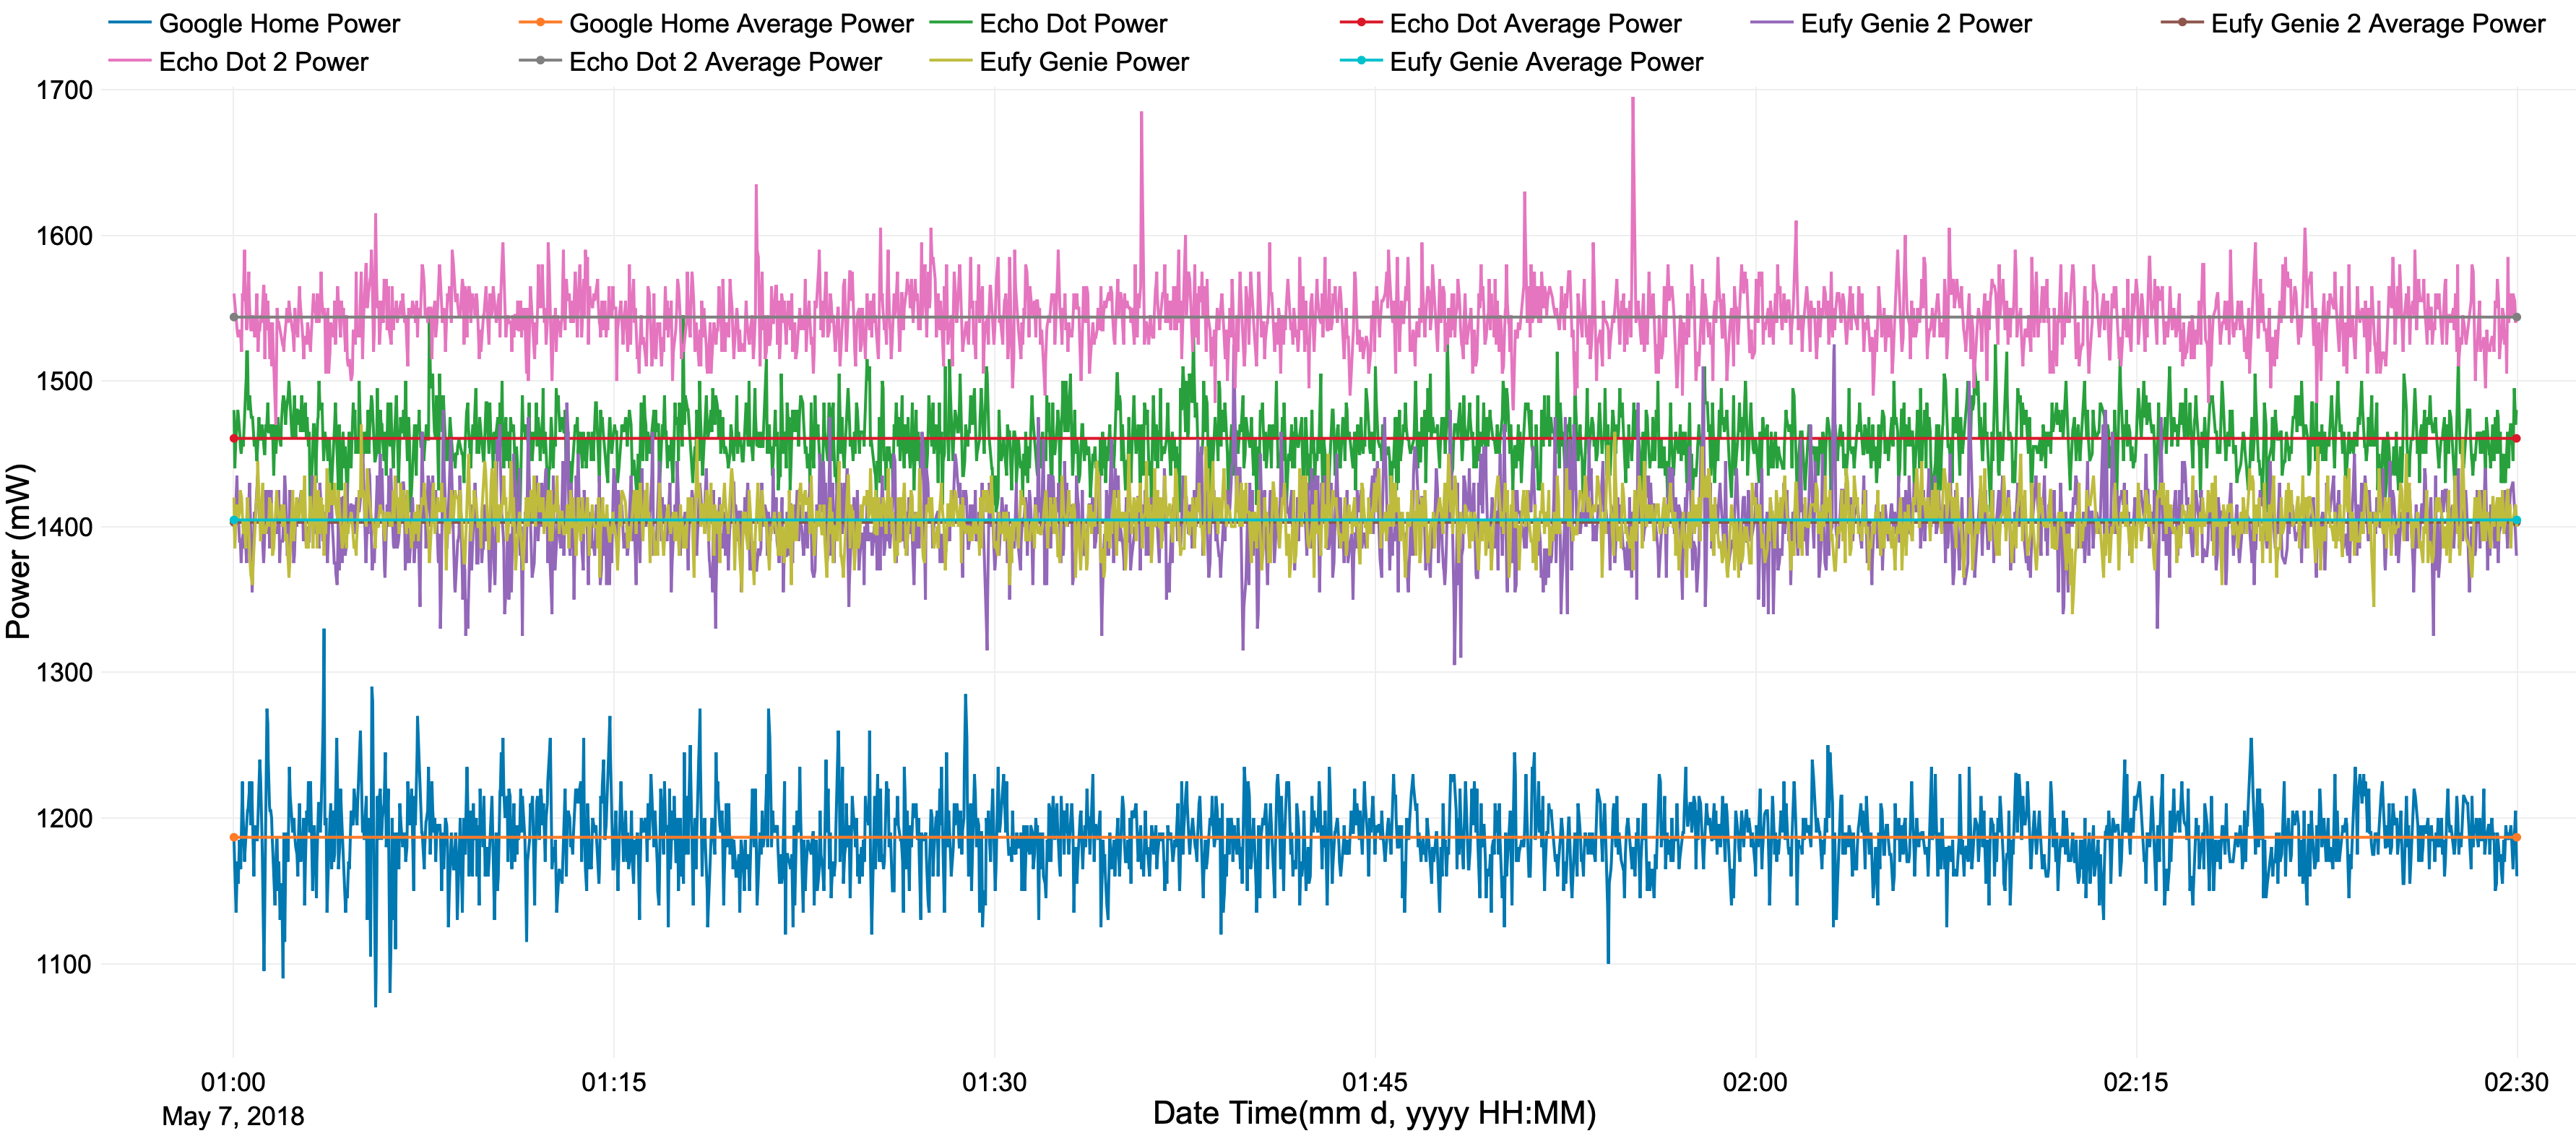 Google Home Power Google Home Average Power Echo Dot Power Echo Dot Average Power Eufy Genie 2 Power Eufy Genie 2 Average Power
Echo Dot 2 Power Echo Dot 2 Average Power Eufy Genie Power Eufy Genie Average Power
1700
1600
1500
1400
1300
1200
1100
Power (mW)
01:00 01:15 01:30 01:45 02:00 02:15 02:30
May 7, 2018
Date Time(mm d, yyyy HH:MM)